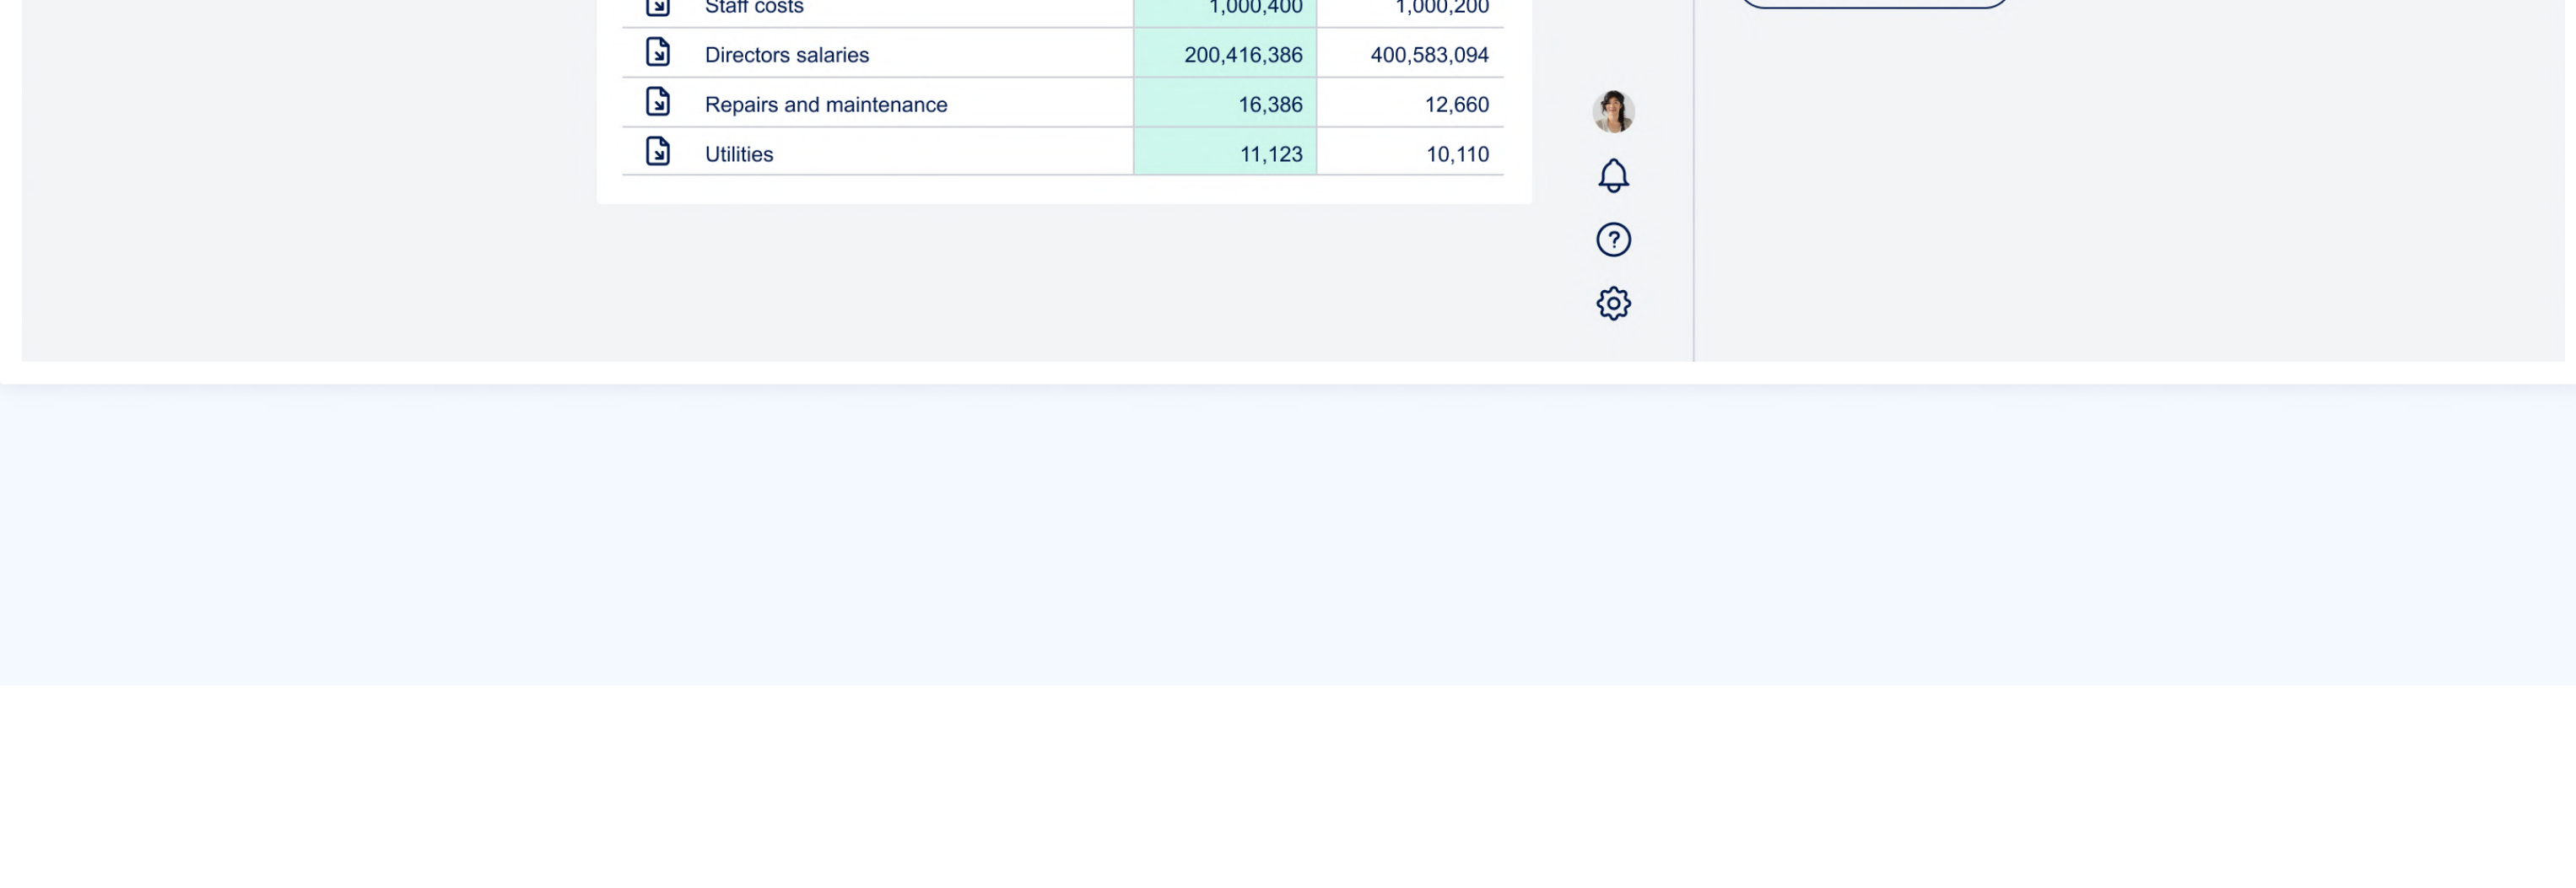 Staff costs 1,000,400 1,000,200
Directors salaries 200,416,386 400,583,094
Repairs and maintenance 16,386 12,660
Utilities 11,123 10,110